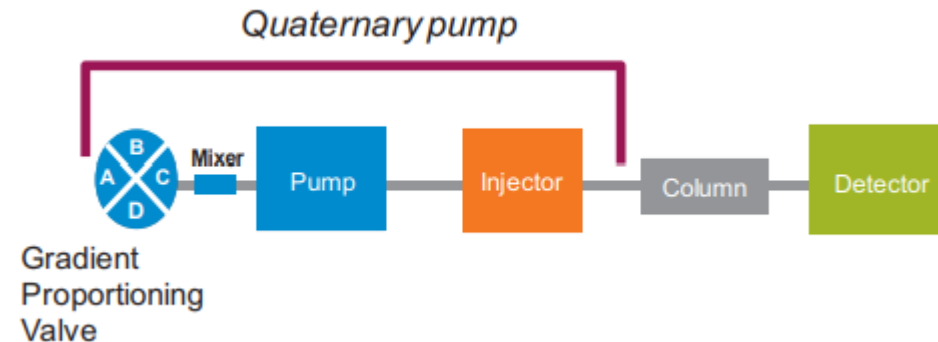 Quaternary pump
B
A
C
D
Mixer
Pump
Injector
Column
Detector
Gradient
Proportioning
Valve